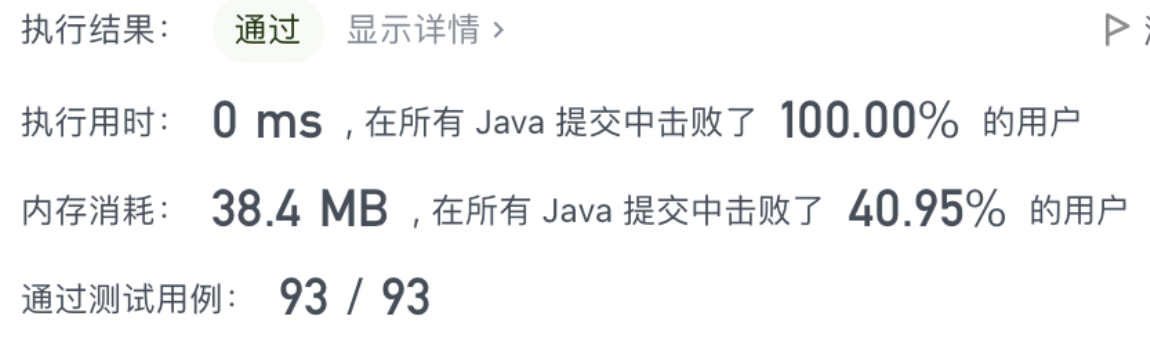 执行结果： 通过 显示详情 >
执行用时： 0 ms , 在所有 Java 提交中击败了 100.00% 的用户
内存消耗： 38.4 MB , 在所有 Java 提交中击败了 40.95% 的用户
通过测试用例： 93 / 93